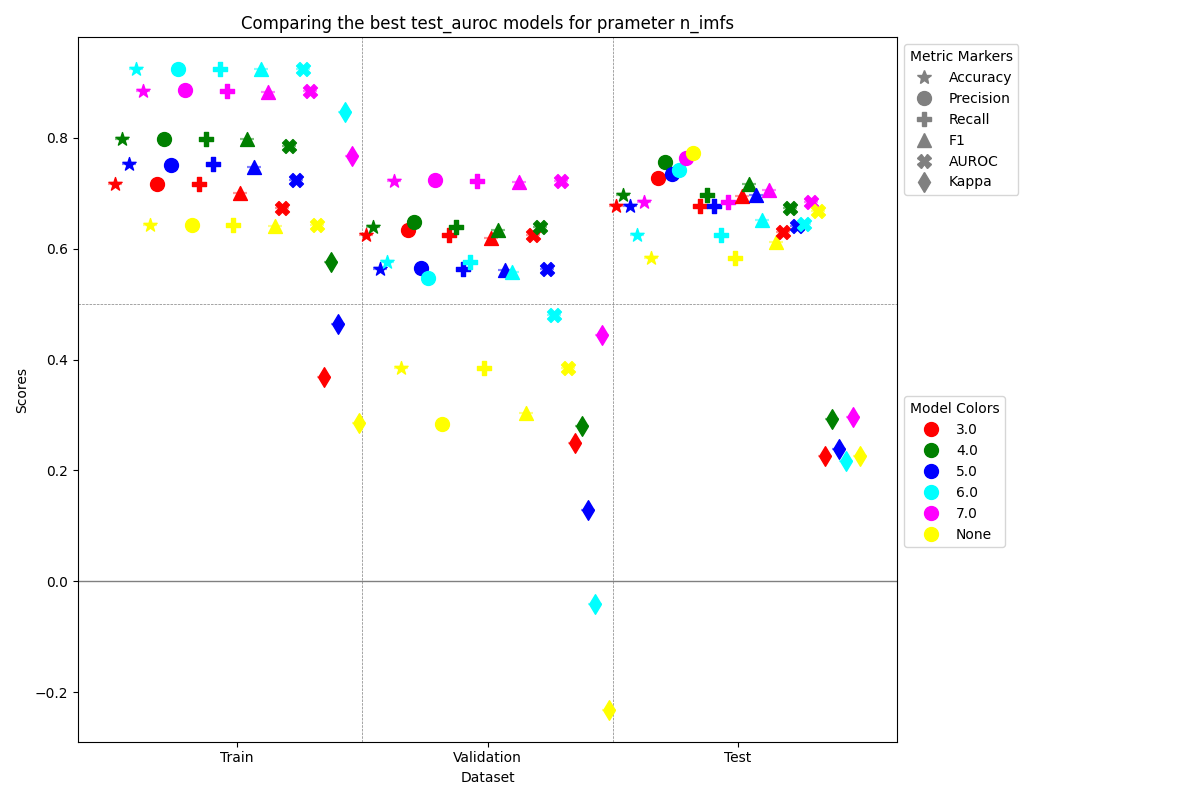 Comparing the best test_auroc models for prameter n_imfs
Scores
0.8
0.6
0.4
0.2
0.0
−0.2
Train
Validation
Test
Dataset
Metric Markers
Accuracy
Precision
Recall
F1
AUROC
Kappa
Model Colors
3.0
4.0
5.0
6.0
7.0
None